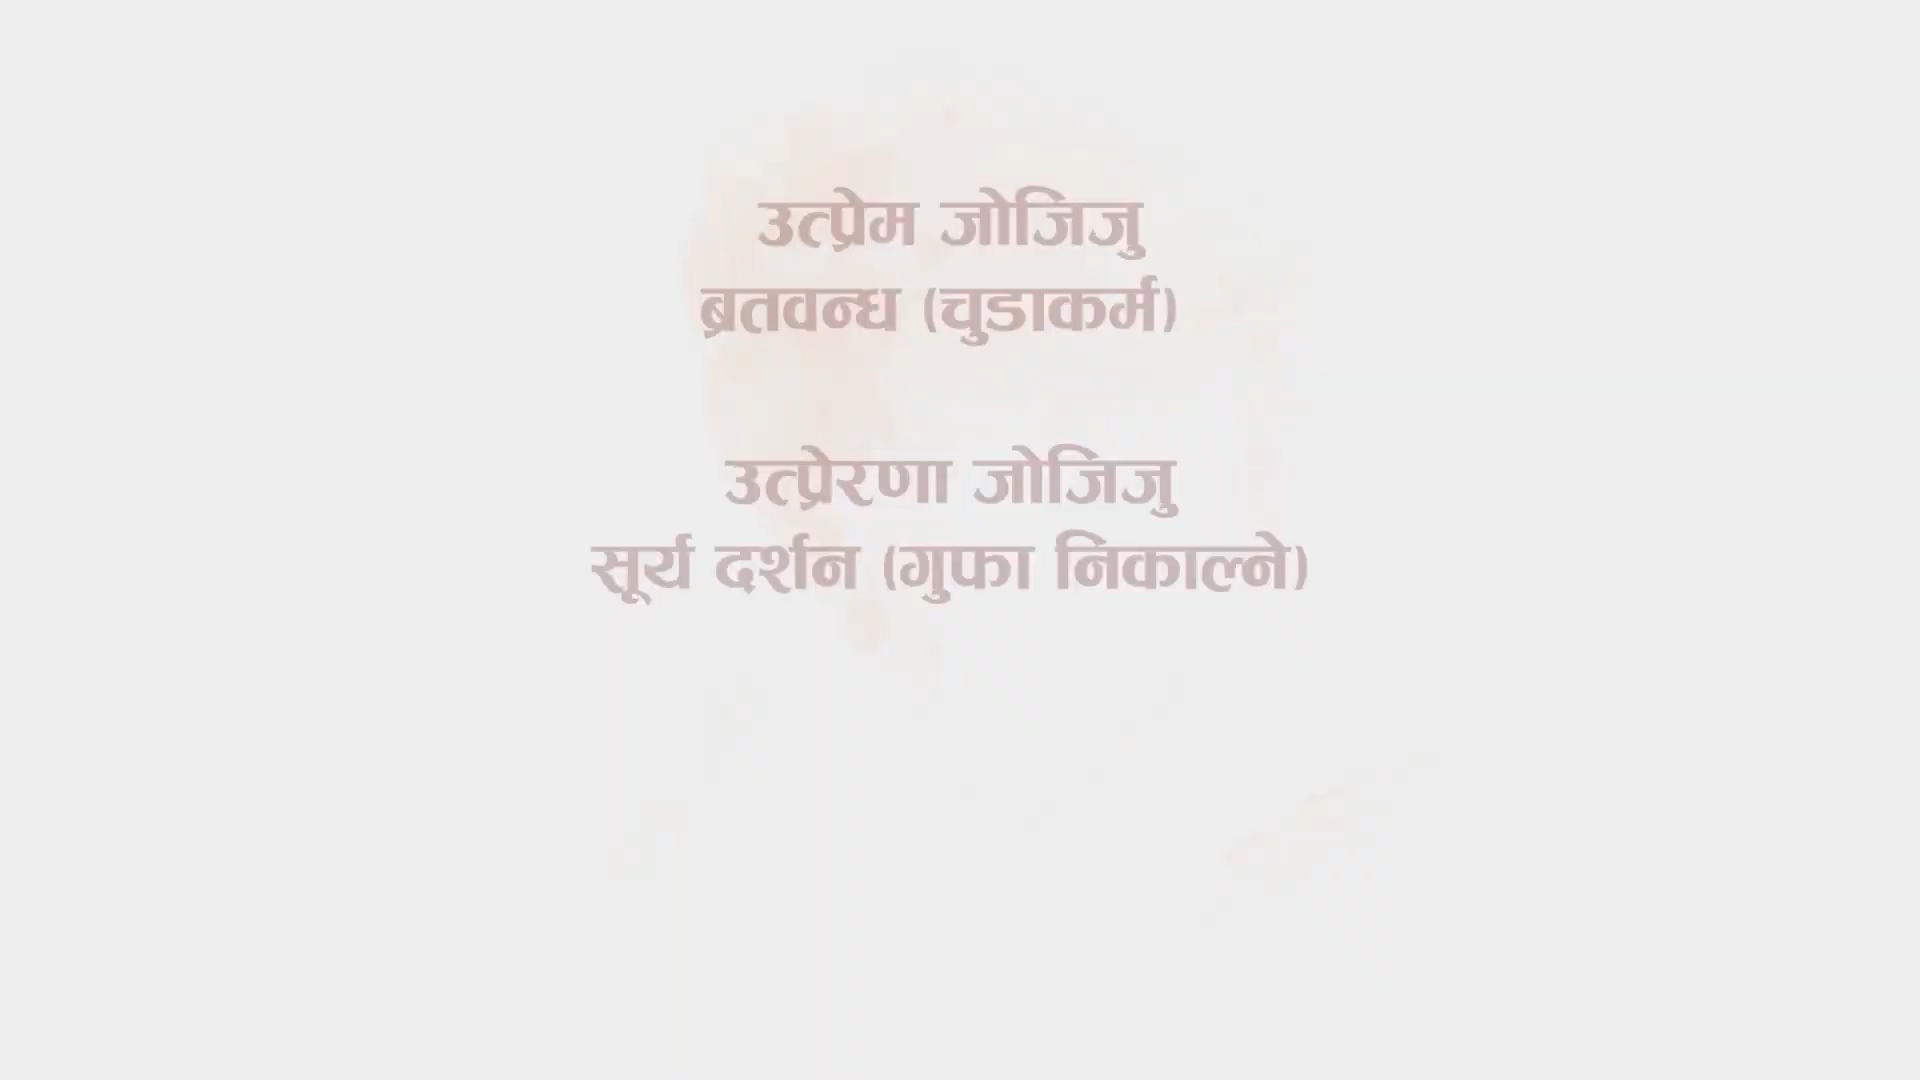 उत्प्रेम जोजिजु
ब्रतवन्ध (चुडाकर्म)
उत्प्रेरणा जोजिजु
सूर्य दर्शन (गुफा निकाल्ने)